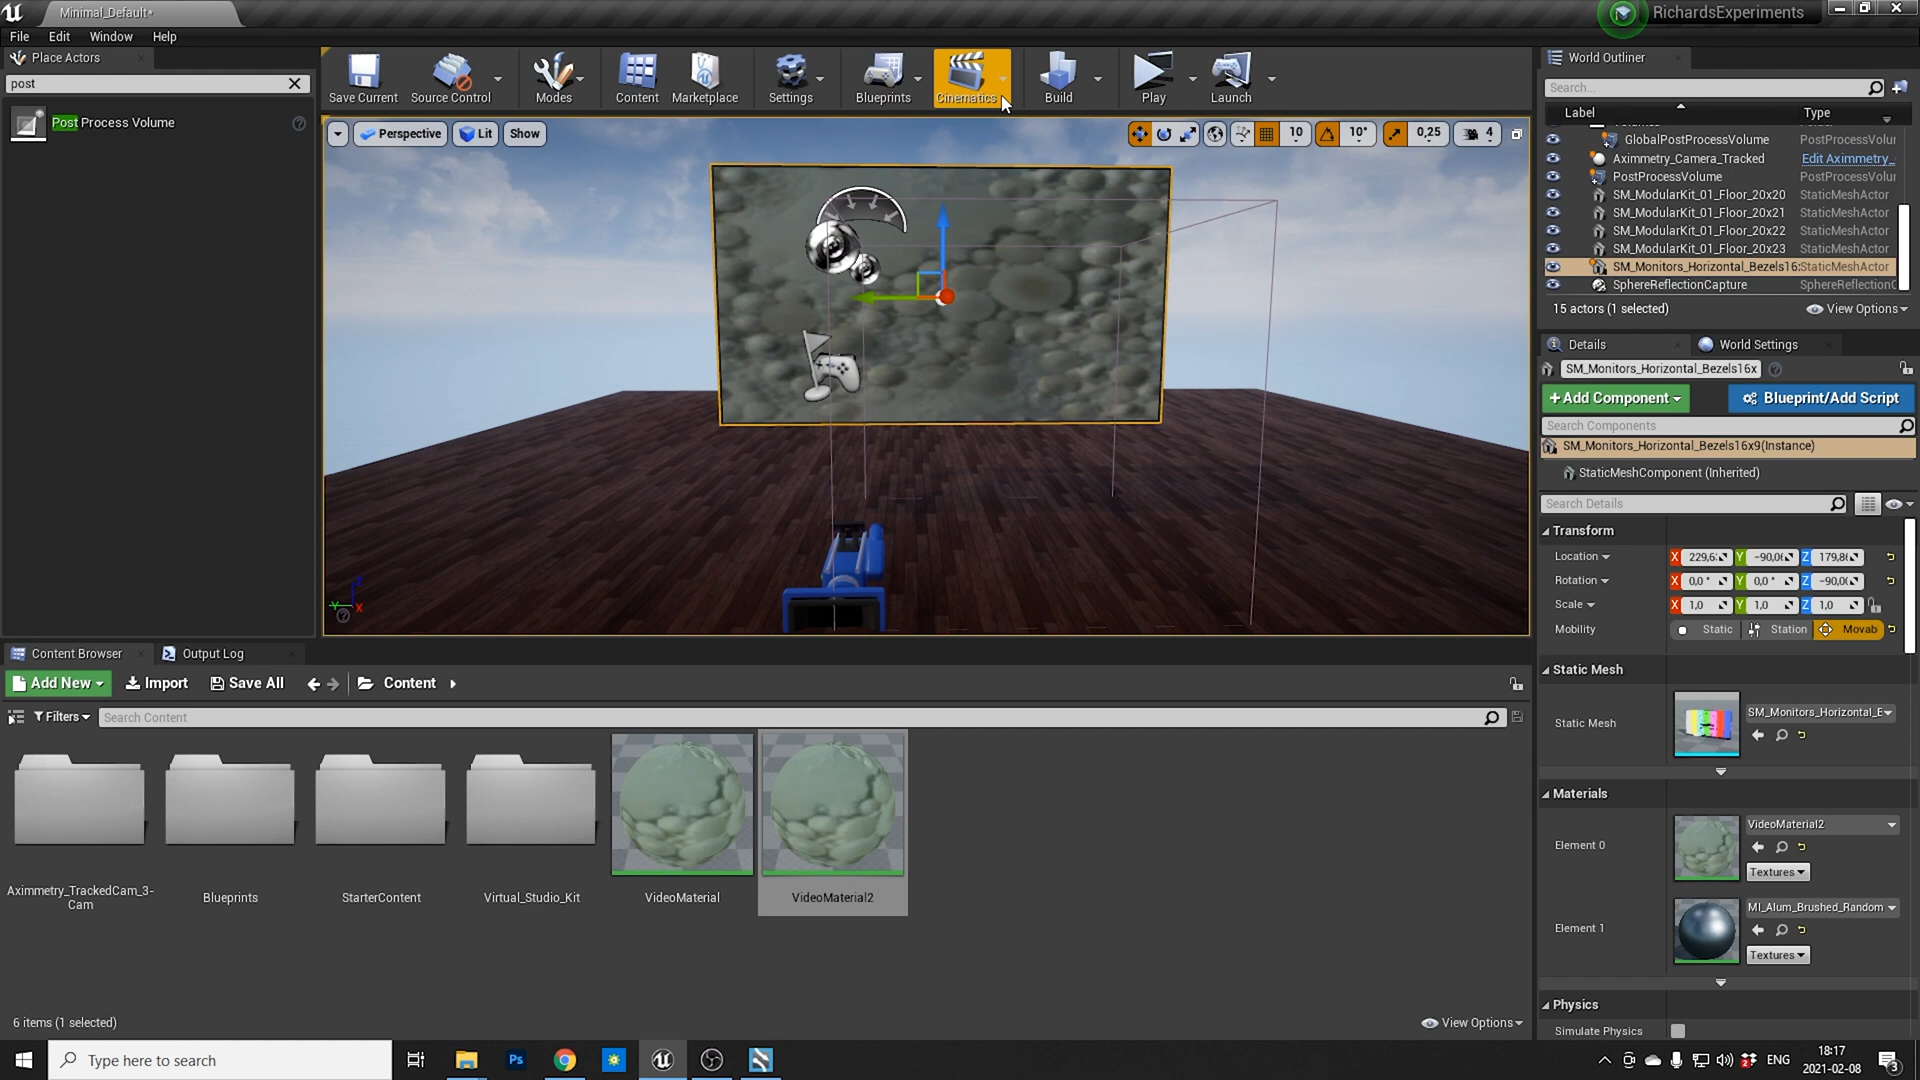 Minimal_Default*
RichardsExperiments
File Edit Window Help
Place Actors
post
Post Process Volume
Save Current
Source Control
Modes
Content
Marketplace
Settings
Blueprints
Cinematics
Build
Play
Launch
Perspective
Lit
Show
10
10°
0,25
4
World Outliner
Search...
Label
Type
GlobalPostProcessVolume PostProcessVolur
Aximmetry_Camera_Tracked Edit Aximmetry_
PostProcessVolume PostProcessVolur
SM_ModularKit_01_Floor_20x20 StaticMeshActor
SM_ModularKit_01_Floor_20x21 StaticMeshActor
SM_ModularKit_01_Floor_20x22 StaticMeshActor
SM_ModularKit_01_Floor_20x23 StaticMeshActor
SM_Monitors_Horizontal_Bezels16: StaticMeshActor
SphereReflectionCapture SphereReflectionC
15 actors (1 selected)
View Options
Details
World Settings
SM_Monitors_Horizontal_Bezels16x
+Add Component
Blueprint/Add Script
Search Components
SM_Monitors_Horizontal_Bezels16x9(Instance)
StaticMeshComponent (Inherited)
Search Details
Transform
Location X 229,6 Y -90,0 Z 179,8
Rotation X 0,0 ° Y 0,0 ° Z -90,0
Scale X 1,0 Y 1,0 Z 1,0
Mobility Static Station Movab
Static Mesh
Static Mesh
SM_Monitors_Horizontal_E
Materials
Element 0
VideoMaterial2
Textures
Element 1
MI_Alum_Brushed_Random
Textures
Physics
Simulate Physics
Content Browser
Output Log
Add New
Import
Save All
Content
Filters
Search Content
Aximmetry_TrackedCam_3-
Cam
Blueprints
StarterContent
Virtual_Studio_Kit
VideoMaterial
VideoMaterial2
6 items (1 selected)
View Options
Type here to search
Ps
ENG
18:17
2021-02-08
3